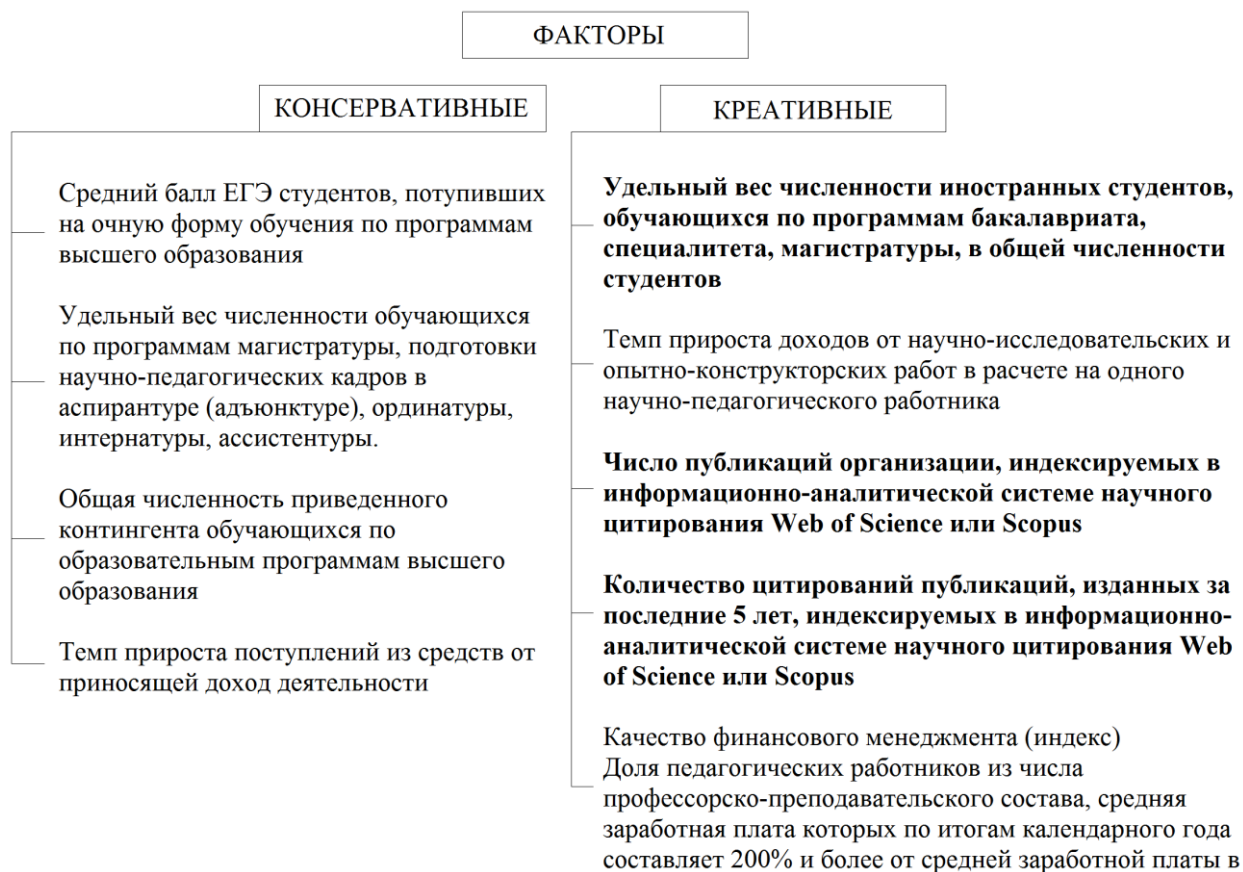 ФАКТОРЫ
КОНСЕРВАТИВНЫЕ
Средний балл ЕГЭ студентов, потупивших
на очную форму обучения по программам
высшего образования
Удельный вес численности обучающихся
по программам магистратуры, подготовки
научно-педагогических кадров в
аспирантуре (адъюнктуре), ординатуры,
интернатуры, ассистентуры.
Общая численность приведенного
контингента обучающихся по
образовательным программам высшего
образования
Темп прироста поступлений из средств от
приносящей доход деятельности
КРЕАТИВНЫЕ
Удельный вес численности иностранных студентов,
обучающихся по программам бакалавриата,
специалитета, магистратуры, в общей численности
студентов
Темп прироста доходов от научно-исследовательских и
опытно-конструкторских работ в расчете на одного
научно-педагогического работника
Число публикаций организации, индексируемых в
информационно-аналитической системе научного
цитирования Web of Science или Scopus
Количество цитирований публикаций, изданных за
последние 5 лет, индексируемых в информационно-
аналитической системе научного цитирования Web
of Science или Scopus
Качество финансового менеджмента (индекс)
Доля педагогических работников из числа
профессорско-преподавательского состава, средняя
заработная плата которых по итогам календарного года
составляет 200% и более от средней заработной платы в